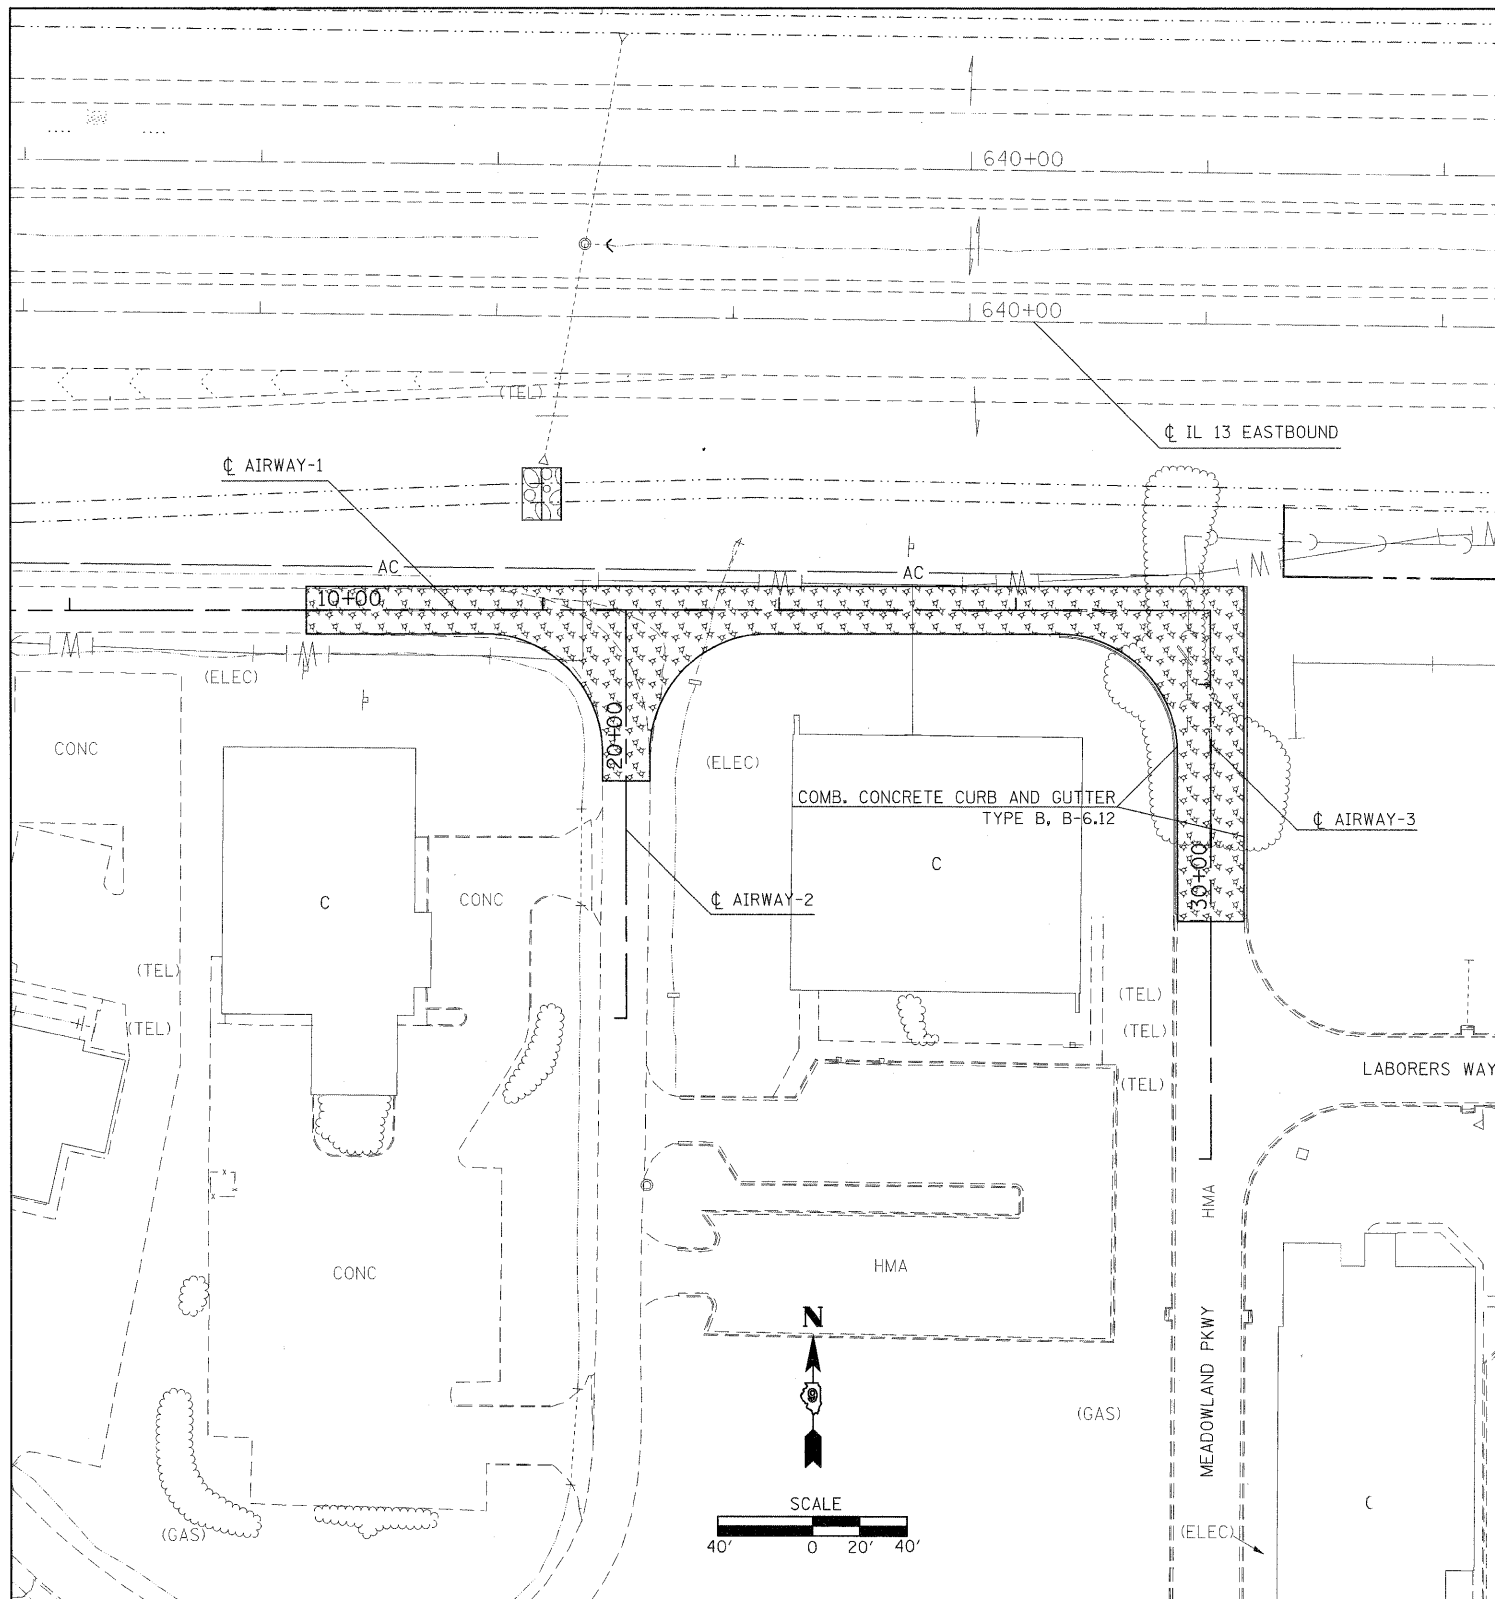 640+00
640+00
(TEL)
℄ IL 13 EASTBOUND
℄ AIRWAY-1
AC
AC
10+00
(ELEC)
20+00
CONC
(ELEC)
COMB. CONCRETE CURB AND GUTTER
TYPE B, B-6.12
℄ AIRWAY-3
30+00
C
C
CONC
℄ AIRWAY-2
(TEL)
(TEL)
(TEL)
(TEL)
(TEL)
LABORERS WAY
HMA
CONC
HMA
N
9
MEADOWLAND PKWY
(GAS)
SCALE
40' 0 20' 40'
(GAS)
(ELEC)
C